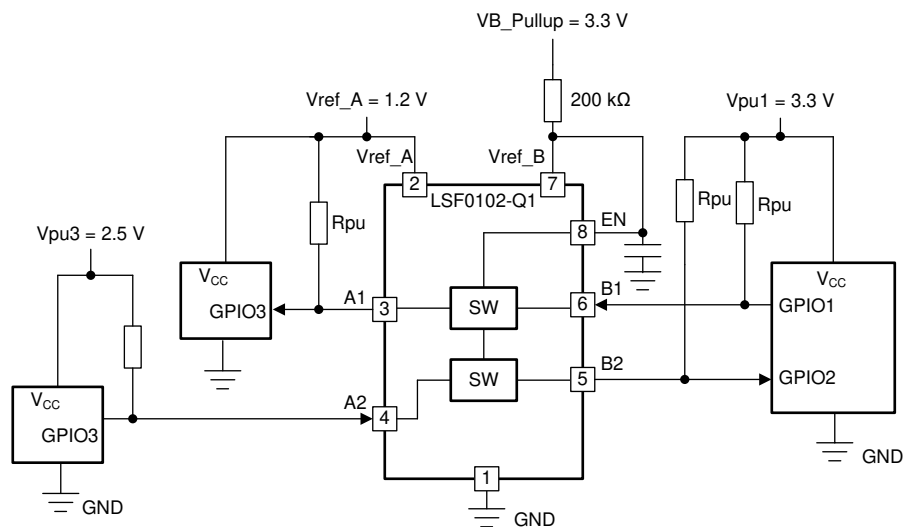 VB_Pullup = 3.3 V
200 kΩ
Vref_A = 1.2 V
Vpu1 = 3.3 V
Vref_A
Vref_B
2
7
LSF0102-Q1
Rpu
EN
8
Rpu
Rpu
Vpu3 = 2.5 V
VCC
GPIO3
A1
3
SW
6
B1
VCC
GPIO1
SW
5
B2
GPIO2
VCC
GPIO3
A2
4
1
GND
GND
GND